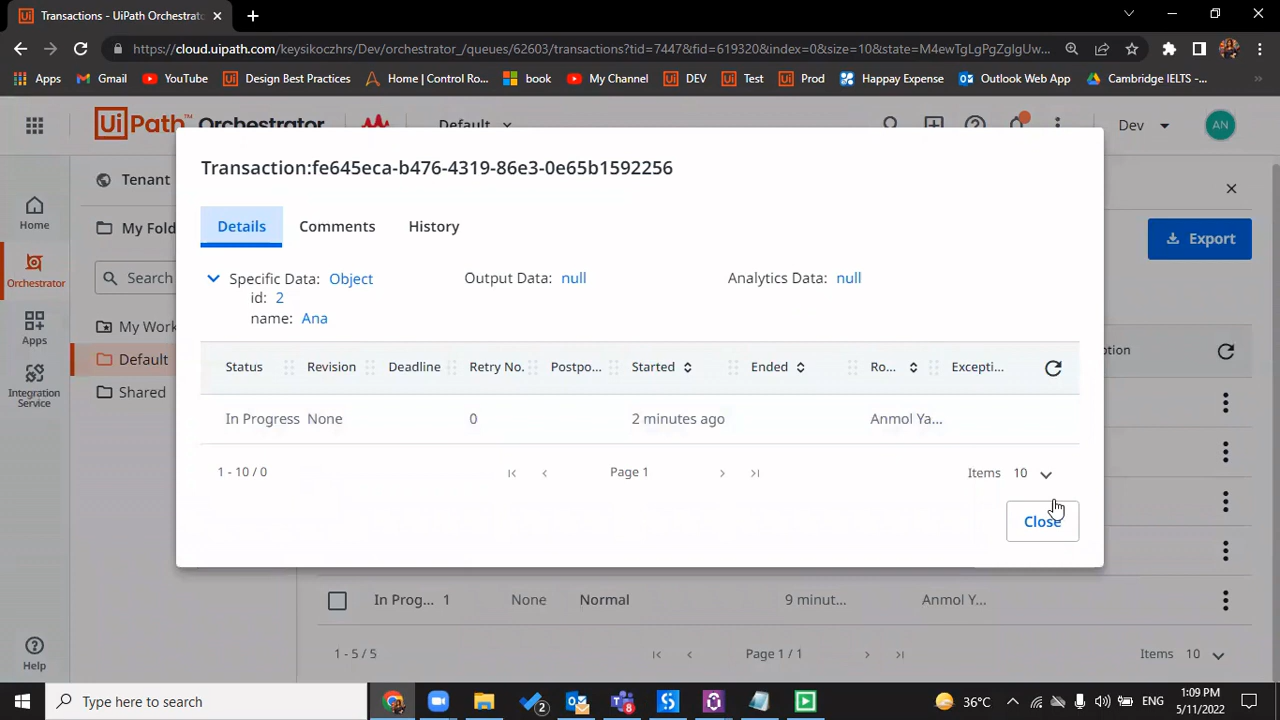 Transactions - UiPath Orchestrator
https://cloud.uipath.com/keysikoczhrs/Dev/orchestrator_/queues/62603/transactions?tid=7447&fid=619320&index=0&size=10&state=M4ewTgLgPgZglgUw...
Apps Gmail YouTube Design Best Practices Home | Control Ro... book My Channel DEV Test Prod Happay Expense Outlook Web App Cambridge IELTS -... »
UiPath™ Orchestrator Default Dev AN
Transaction:fe645eca-b476-4319-86e3-0e65b1592256
Tenant
Home
Details Comments History
My Fold
Export
Orchestrator
Search
Specific Data: Object Output Data: null Analytics Data: null
id: 2
name: Ana
Apps
My Work
Default
Shared
Integration
Service
Status Revision Deadline Retry No. Postpo... Started Ended Ro... Excepti...
In Progress None 0 2 minutes ago Anmol Ya...
1 - 10 / 0 Page 1 Items 10
Close
In Prog... 1 None Normal 9 minut... Anmol Y...
Help
1 - 5 / 5 Page 1 / 1 Items 10
Type here to search
2
8
36°C
ENG
1:09 PM
5/11/2022